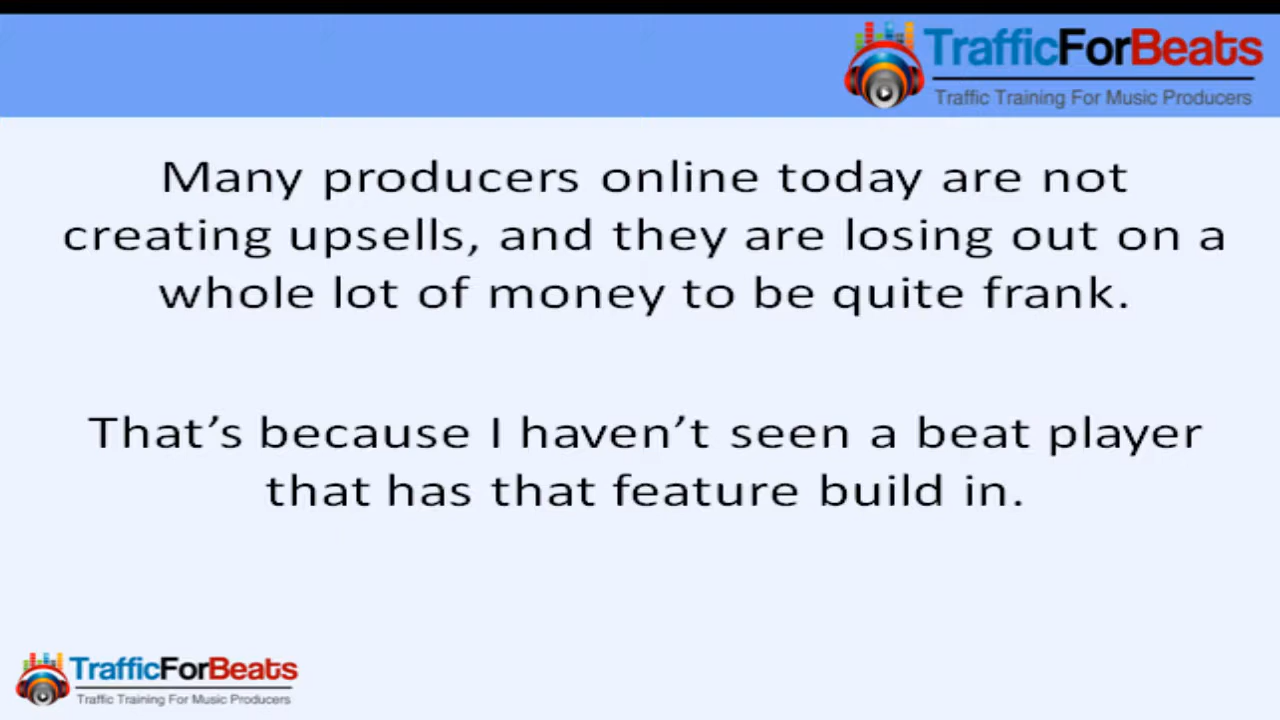 TrafficForBeats
Traffic Training For Music Producers
Many producers online today are not
creating upsells, and they are losing out on a
whole lot of money to be quite frank.
That’s because I haven’t seen a beat player
that has that feature build in.
TrafficForBeats
Traffic Training For Music Producers